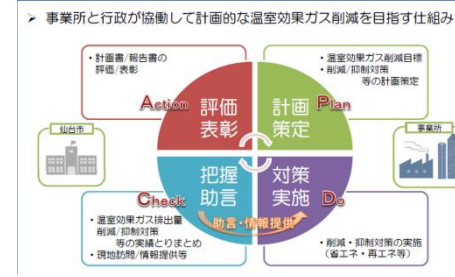 ➢ 事業所と行政が協働して計画的な温室効果ガス削減を目指す仕組み
・計画書/報告書の
評価/表彰
・温室効果ガス削減目標
・削減/抑制対策
等の計画策定
Action
評価
表彰
計画
策定
Plan
仙台市
事業所
把握
助言
対策
実施
Check
Do
助言・情報提供
・温室効果ガス排出量
削減/抑制対策
等の実績とりまとめ
・現地訪問/情報提供等
・削減・抑制対策の実施
(省エネ・再エネ等)